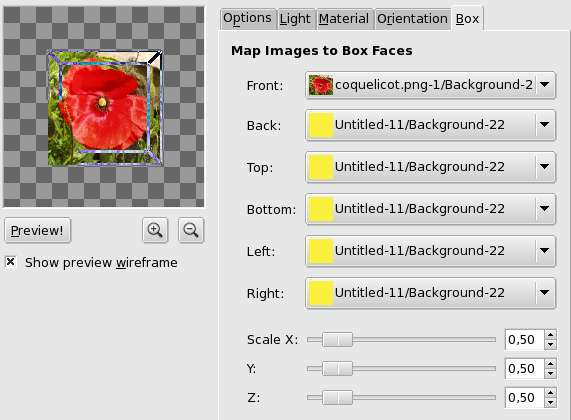 Options Light Material Orientation Box
Map Images to Box Faces
Front: coquelicot.png-1/Background-2
Back: Untitled-11/Background-22
Top: Untitled-11/Background-22
Bottom: Untitled-11/Background-22
Left: Untitled-11/Background-22
Right: Untitled-11/Background-22
Scale X: 0,50
Y: 0,50
Z: 0,50
Preview!
Show preview wireframe